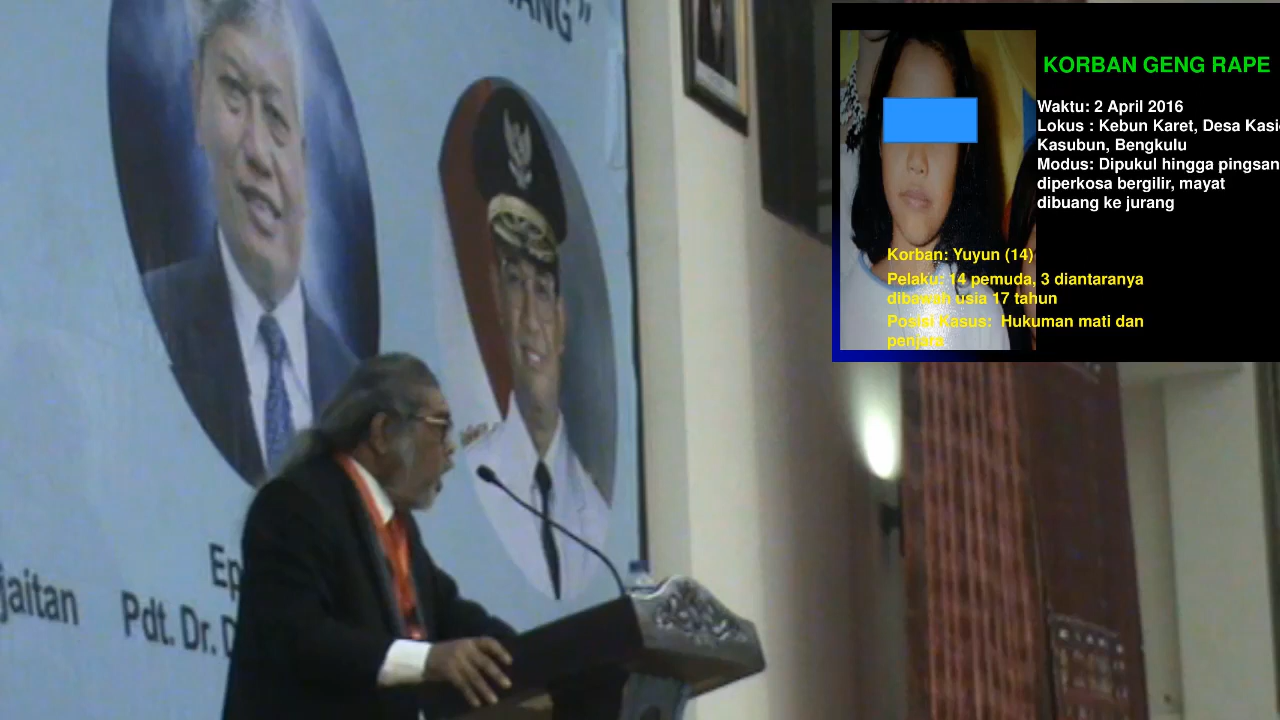 jaitan
Ep
Pdt. Dr. D
KORBAN GENG RAPE
Waktu: 2 April 2016
Lokus : Kebun Karet, Desa Kasi
Kasubun, Bengkulu
Modus: Dipukul hingga pingsan
diperkosa bergilir, mayat
dibuang ke jurang
Korban: Yuyun (14)
Pelaku: 14 pemuda, 3 diantaranya
dibawah usia 17 tahun
Posisi Kasus: Hukuman mati dan
penjara